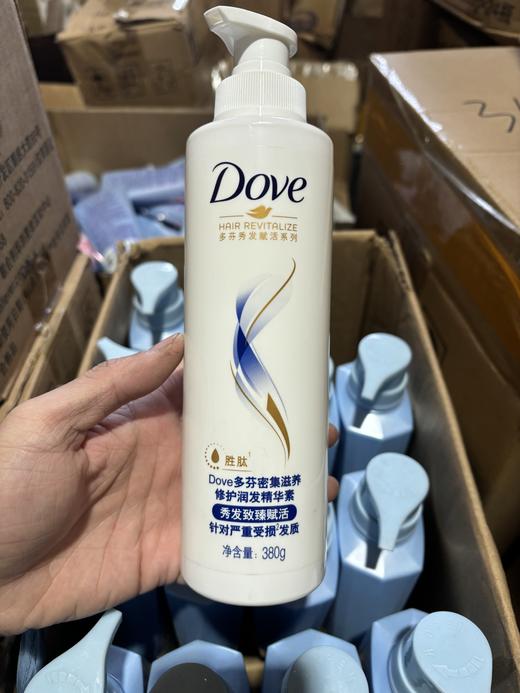 Dove
HAIR REVITALIZE
多芬秀发赋活系列
胜肽¹
Dove多芬密集滋养
修护润发精华素
秀发致臻赋活
针对严重受损²发质
净含量: 380g